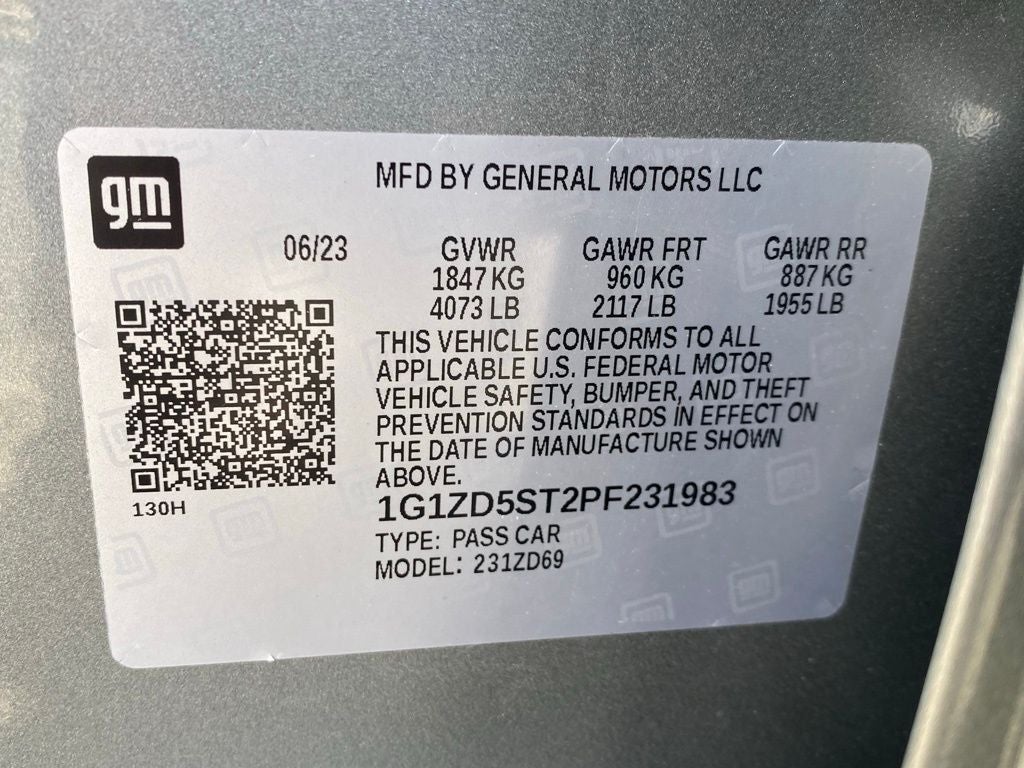 gm
MFD BY GENERAL MOTORS LLC
06/23 GVWR GAWR FRT GAWR RR
1847 KG 960 KG 887 KG
4073 LB 2117 LB 1955 LB
THIS VEHICLE CONFORMS TO ALL
APPLICABLE U.S. FEDERAL MOTOR
VEHICLE SAFETY, BUMPER, AND THEFT
PREVENTION STANDARDS IN EFFECT ON
THE DATE OF MANUFACTURE SHOWN
ABOVE.
130H
1G1ZD5ST2PF231983
TYPE: PASS CAR
MODEL: 231ZD69